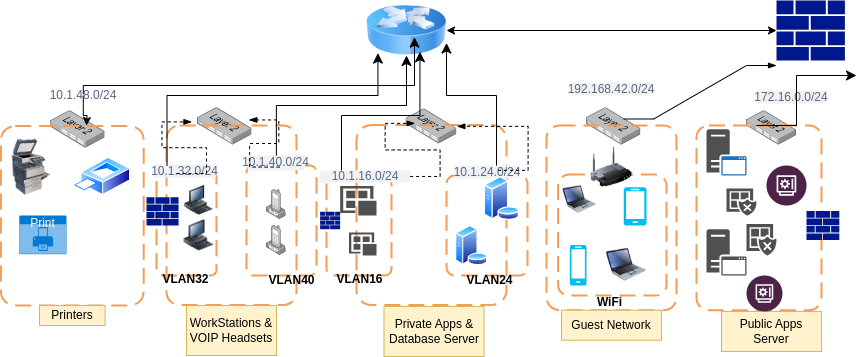 10.1.48.0/24
192.168.42.0/24
172.16.0.0/24
Layer 2
Layer 2
Layer 2
Layer 2
Layer 2
10.1.32.0/24
10.1.40.0/24
10.1.16.0/24
10.1.24.0/24
Print
VLAN32
VLAN40
VLAN16
VLAN24
WiFi
Printers
WorkStations &
VOIP Headsets
Private Apps &
Database Server
Guest Network
Public Apps
Server